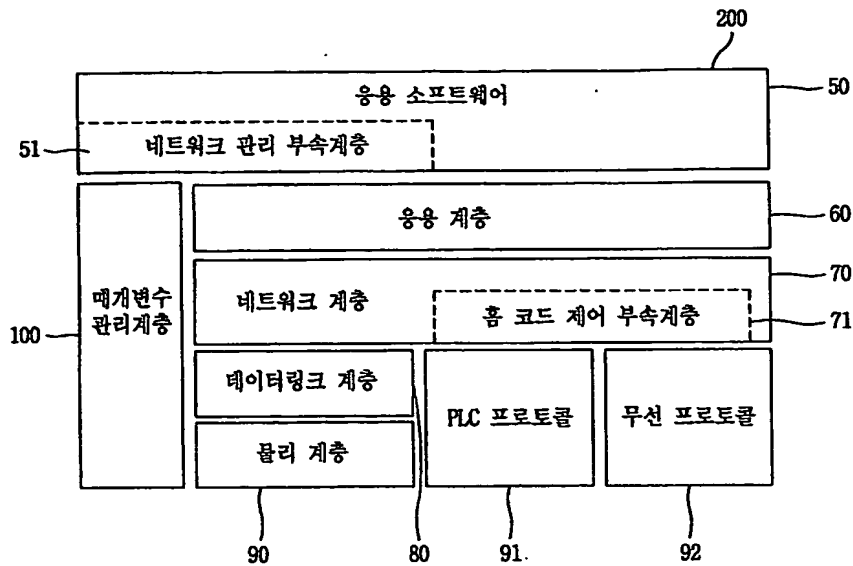 200
응용 소프트웨어
50
51
네트워크 관리 부속계층
응용 계층
60
70
매개변수
관리계층
네트워크 계층
홈 코드 제어 부속계층
71
100
데이터링크 계층
PLC 프로토콜
무선 프로토콜
물리 계층
90
80
91
92